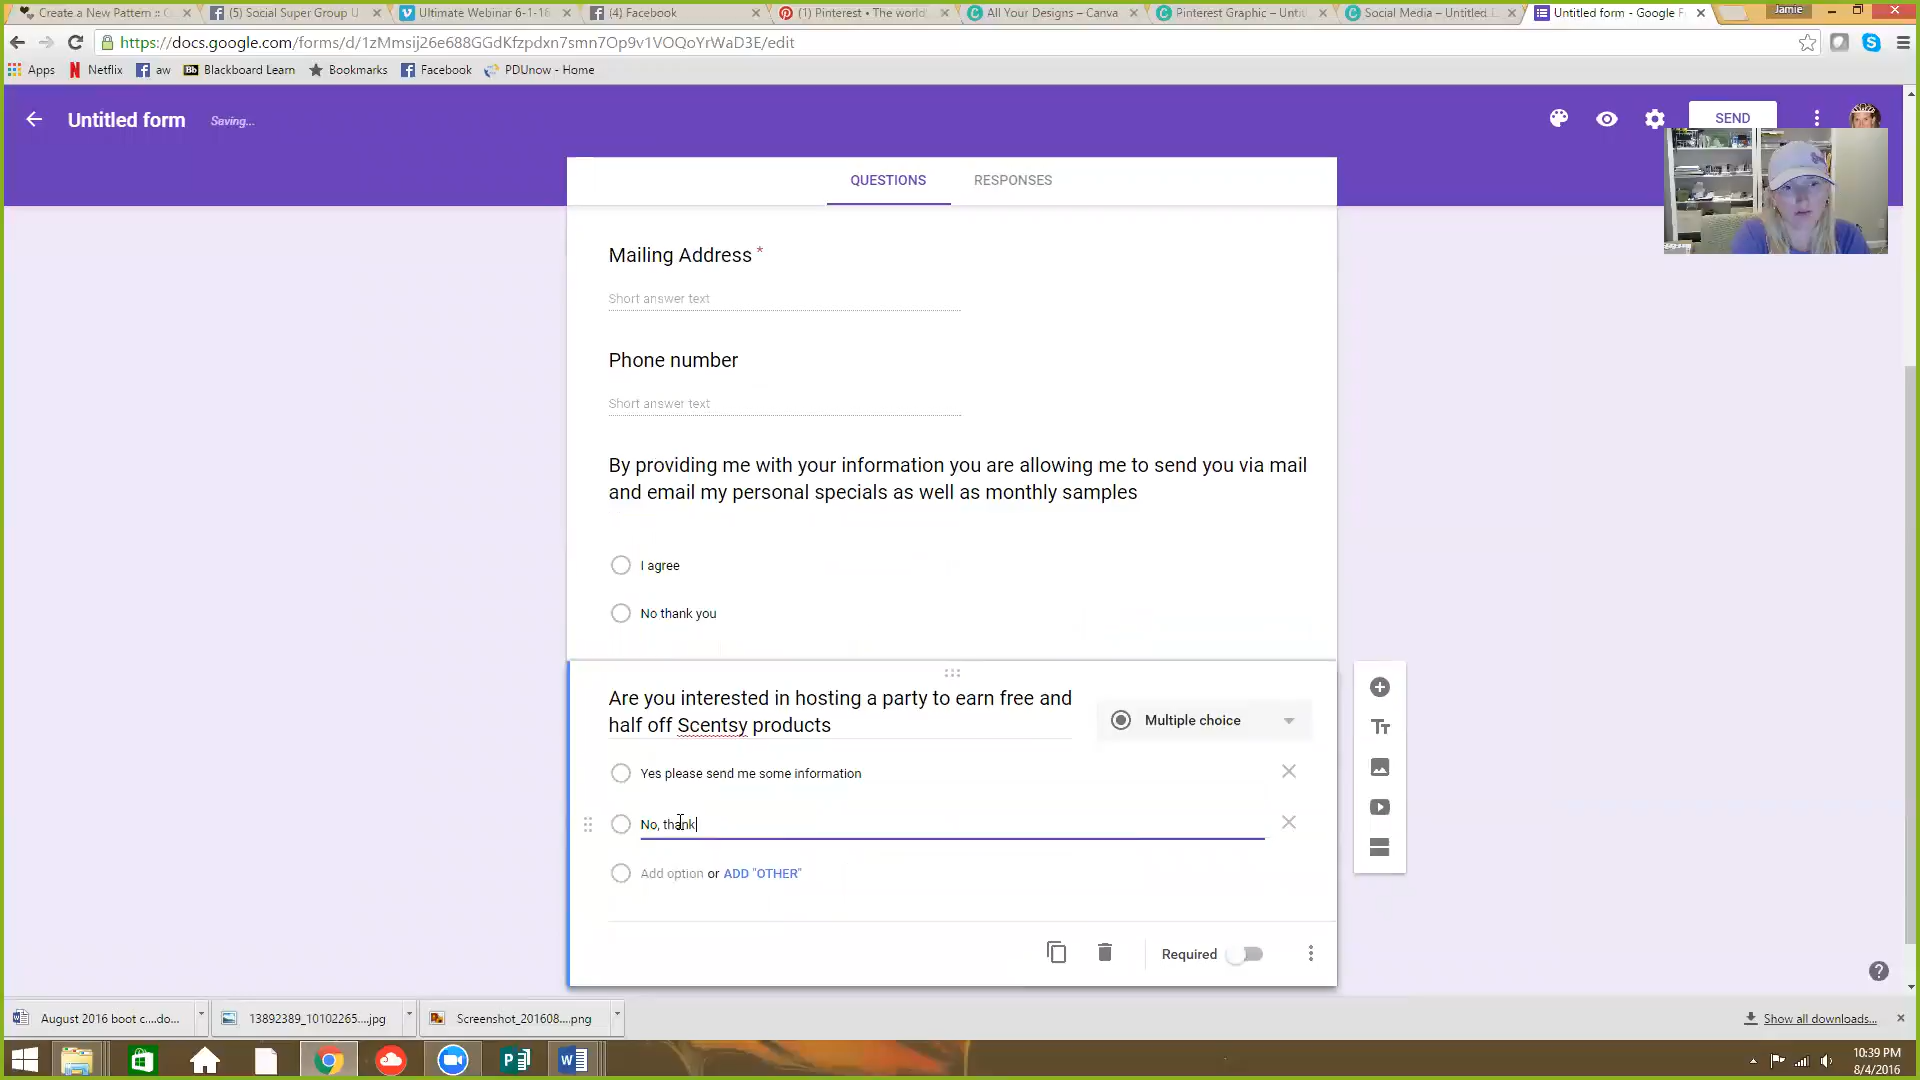 Create a New Pattern :: C
(5) Social Super Group U
Ultimate Webinar 6-1-16
(4) Facebook
(1) Pinterest • The world
All Your Designs – Canva
Pinterest Graphic – Untit
Social Media – Untitled D
Untitled form - Google F
Jamie
https://docs.google.com/forms/d/1zMmsij26e688GGdKfzpdxn7smn7Op9v1VOQoYrWaD3E/edit
Apps
Netflix
aw
Blackboard Learn
Bookmarks
Facebook
PDUnow - Home
Untitled form
Saving...
SEND
QUESTIONS
RESPONSES
Mailing Address *
Short answer text
Phone number
Short answer text
By providing me with your information you are allowing me to send you via mail
and email my personal specials as well as monthly samples
I agree
No thank you
Are you interested in hosting a party to earn free and
half off Scentsy products
Multiple choice
Yes please send me some information
No, thank
Add option or ADD "OTHER"
Required
August 2016 boot c....do...
13892389_10102265....jpg
Screenshot_201608....png
Show all downloads...
10:39 PM
8/4/2016